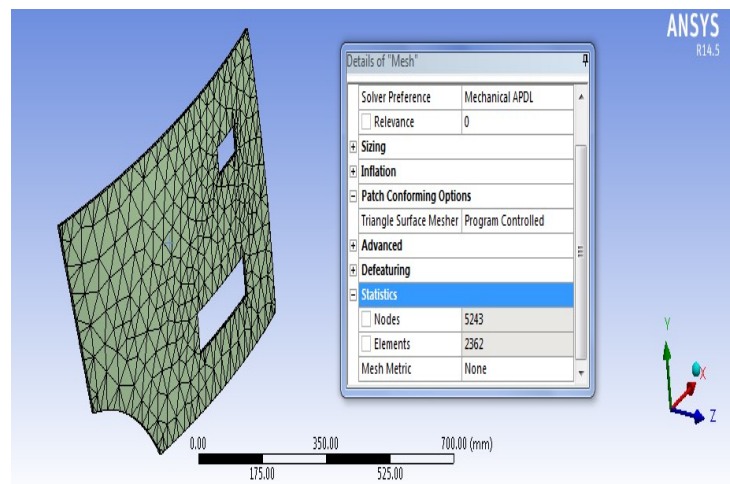 ANSYS
R14.5
Details of "Mesh"
Solver Preference Mechanical APDL
Relevance 0
Sizing
Inflation
Patch Conforming Options
Triangle Surface Mesher Program Controlled
Advanced
Defeaturing
Statistics
Nodes 5243
Elements 2362
Mesh Metric None
Y
X
Z
0.00 350.00 700.00 (mm)
175.00 525.00